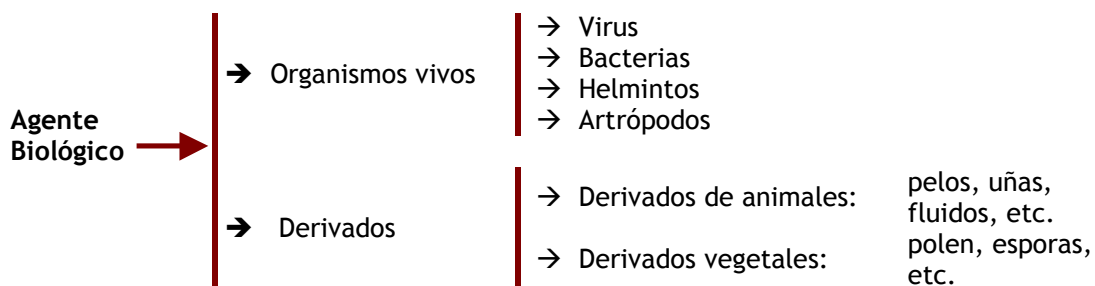 Agente
Biológico
→ Organismos vivos
→ Virus
→ Bacterias
→ Helmintos
→ Artrópodos
→ Derivados
→ Derivados de animales: pelos, uñas,
fluidos, etc.
→ Derivados vegetales: polen, esporas,
etc.